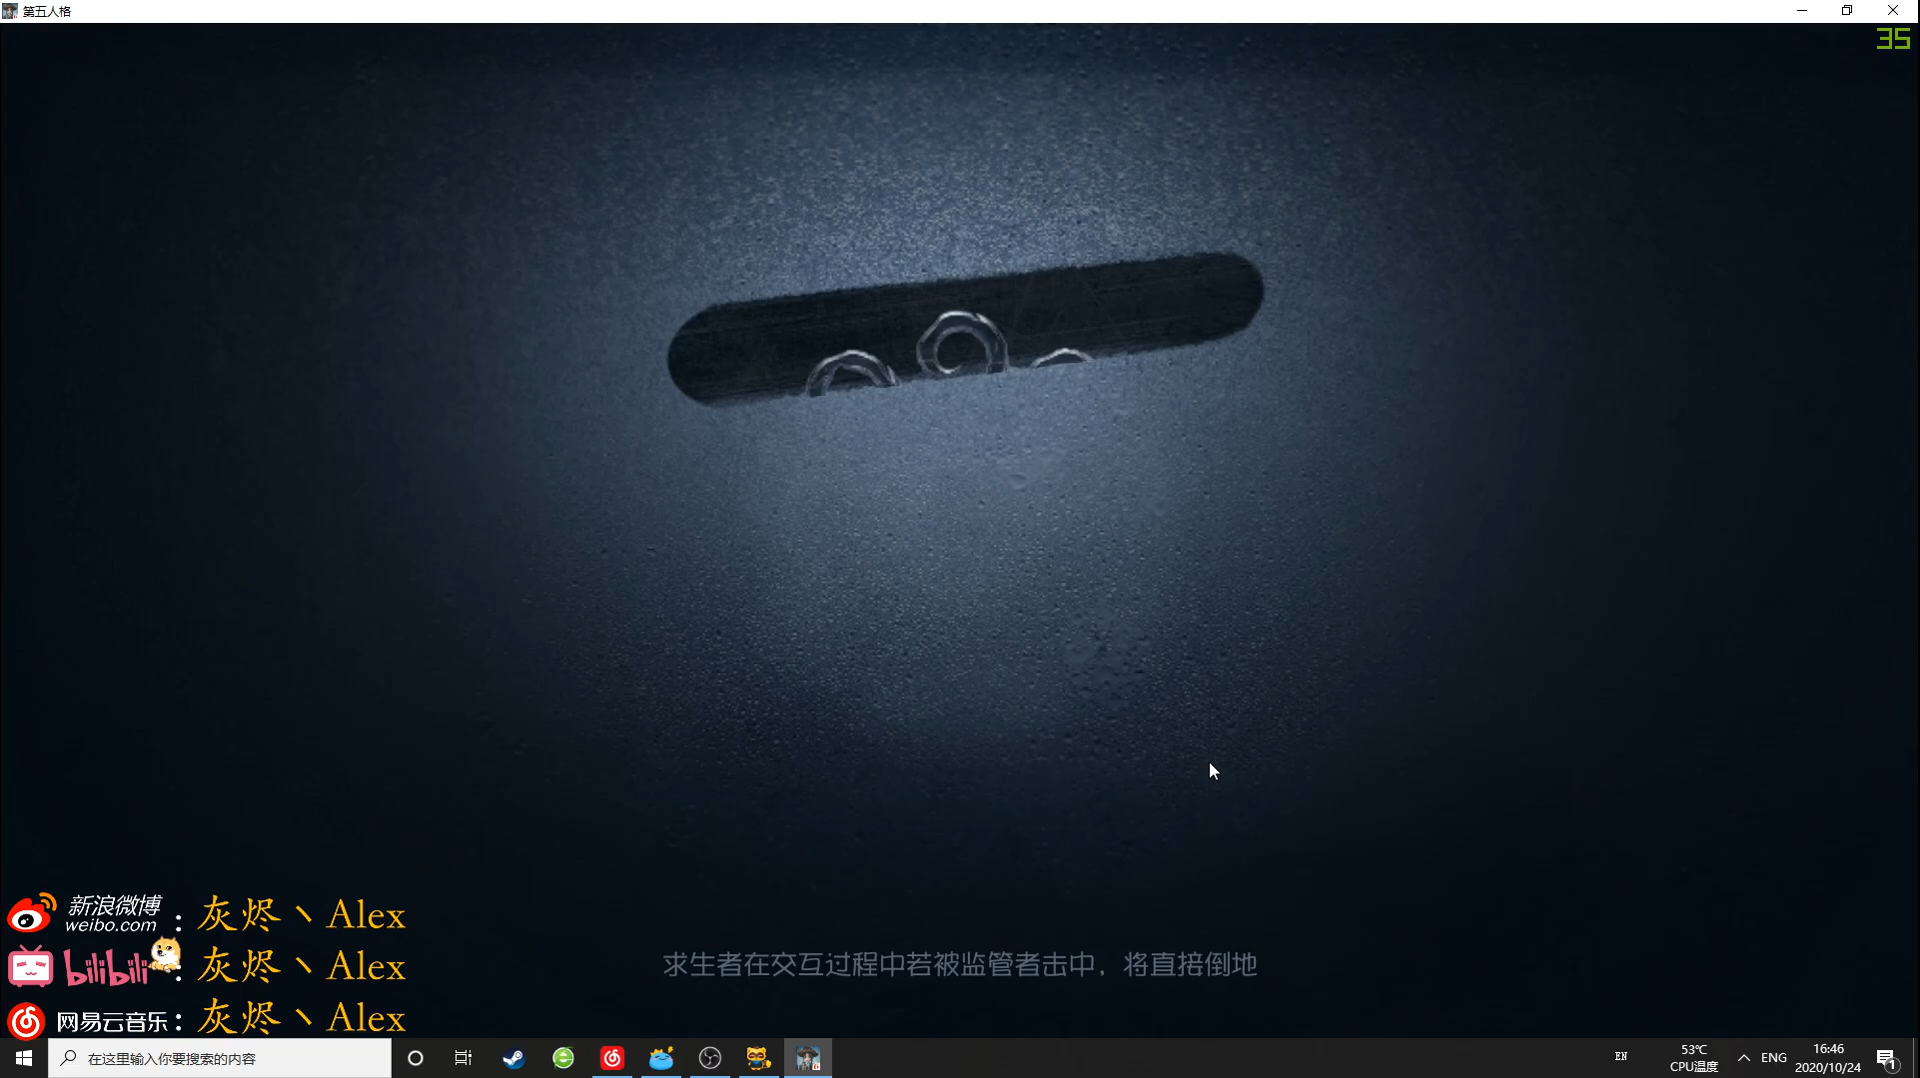 第五人格
35
新浪微博
weibo.com : 灰烬丶Alex
bilibili : 灰烬丶Alex
网易云音乐 : 灰烬丶Alex
求生者在交互过程中若被监管者击中，将直接倒地
在这里输入你要搜索的内容
EN
53℃
CPU温度
ENG
16:46
2020/10/24
1